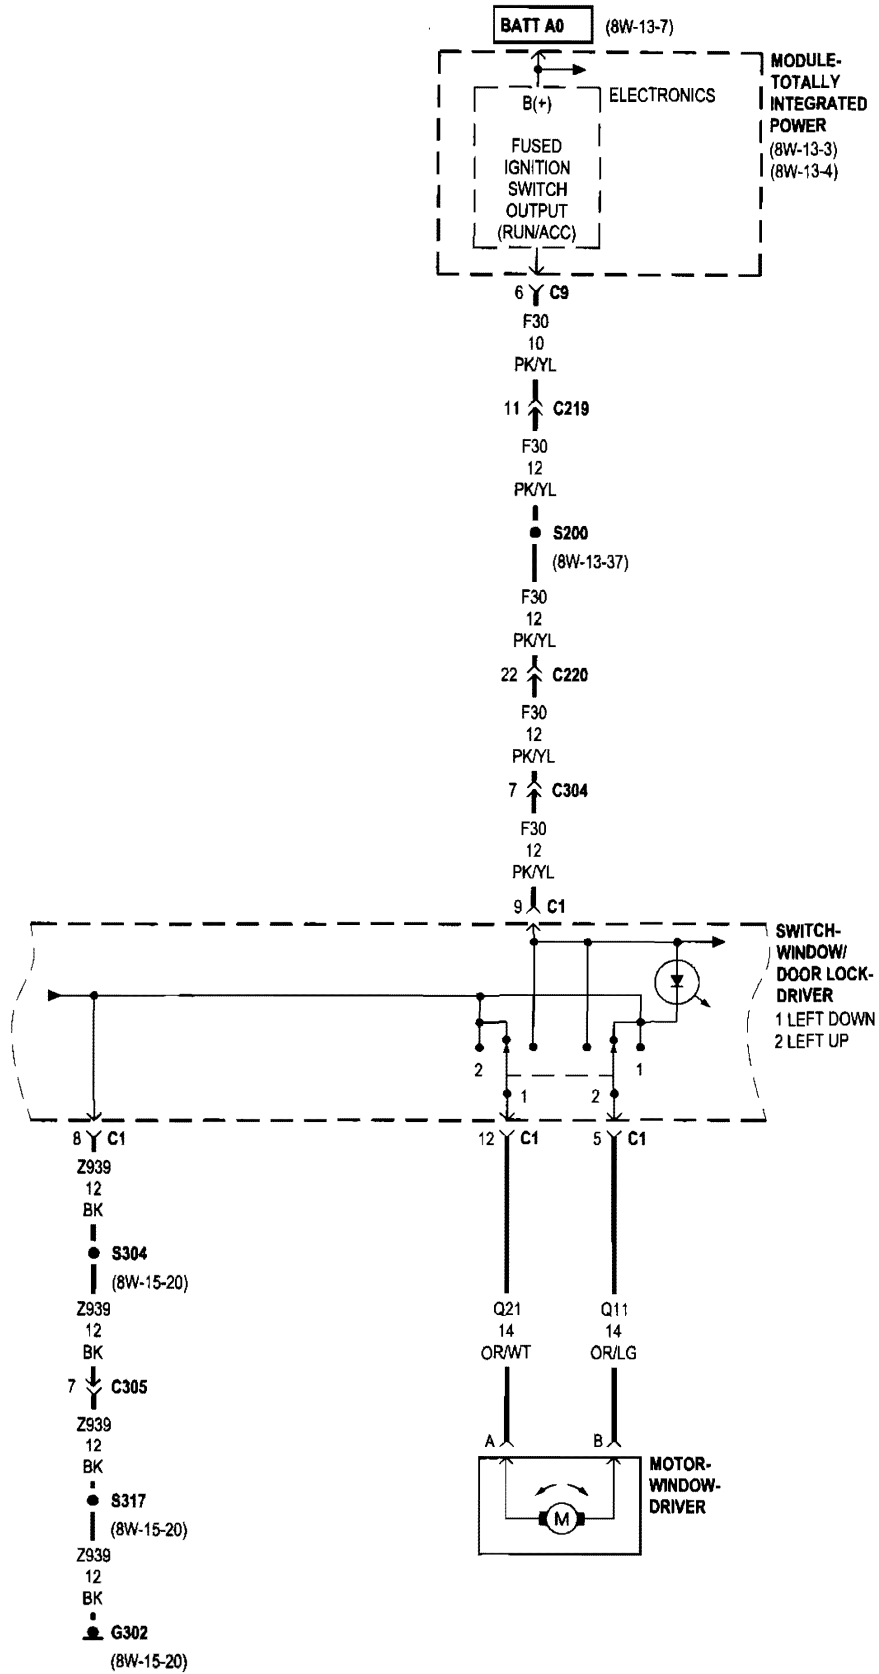 BATT A0 (8W-13-7)
MODULE-
TOTALLY
INTEGRATED
POWER
(8W-13-3)
(8W-13-4)
B(+) ELECTRONICS
FUSED
IGNITION
SWITCH
OUTPUT
(RUN/ACC)
6 C9
F30
10
PK/YL
11 C219
F30
12
PK/YL
S200
(8W-13-37)
F30
12
PK/YL
22 C220
F30
12
PK/YL
7 C304
F30
12
PK/YL
9 C1
SWITCH-
WINDOW/
DOOR LOCK-
DRIVER
1 LEFT DOWN
2 LEFT UP
2 1
1 2
8 C1
12 C1
5 C1
Z939
12
BK
S304
(8W-15-20)
Z939
12
BK
7 C305
Z939
12
BK
S317
(8W-15-20)
Z939
12
BK
G302
(8W-15-20)
Q21
14
OR/WT
Q11
14
OR/LG
A B
MOTOR-
WINDOW-
DRIVER
M